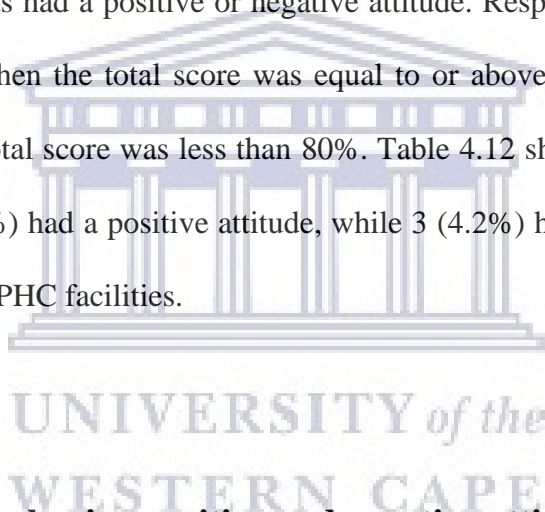 had a positive or negative attitude. Resp
hen the total score was equal to or above
otal score was less than 80%. Table 4.12 sh
%) had a positive attitude, while 3 (4.2%) h
PHC facilities.
UNIVERSITY of the
WESTERN CAPE